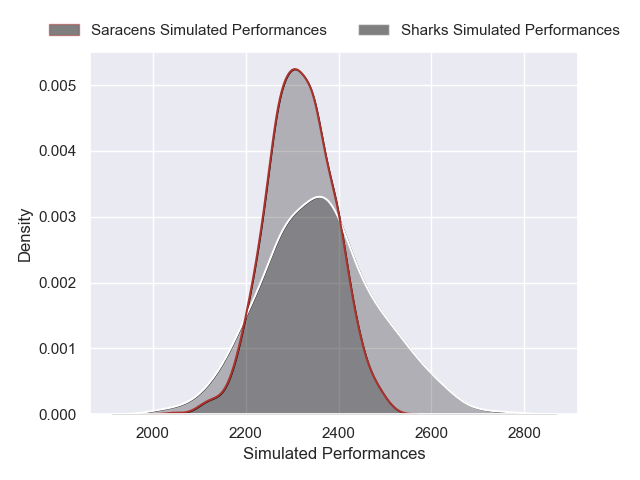 Saracens Simulated Performances Sharks Simulated Performances
0.005
0.004
0.003
0.002
0.001
0.000
Density
2000 2200 2400 2600 2800
Simulated Performances